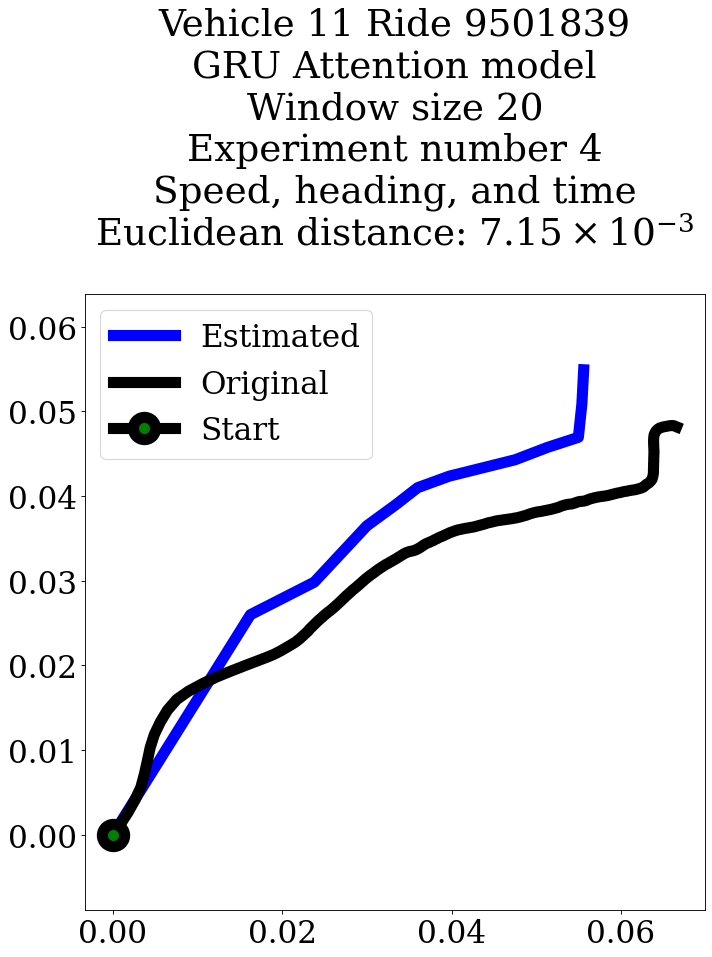 Vehicle 11 Ride 9501839
GRU Attention model
Window size 20
Experiment number 4
Speed, heading, and time
Euclidean distance: 7.15 × 10⁻³
Estimated
Original
Start
0.06
0.05
0.04
0.03
0.02
0.01
0.00
0.00 0.02 0.04 0.06